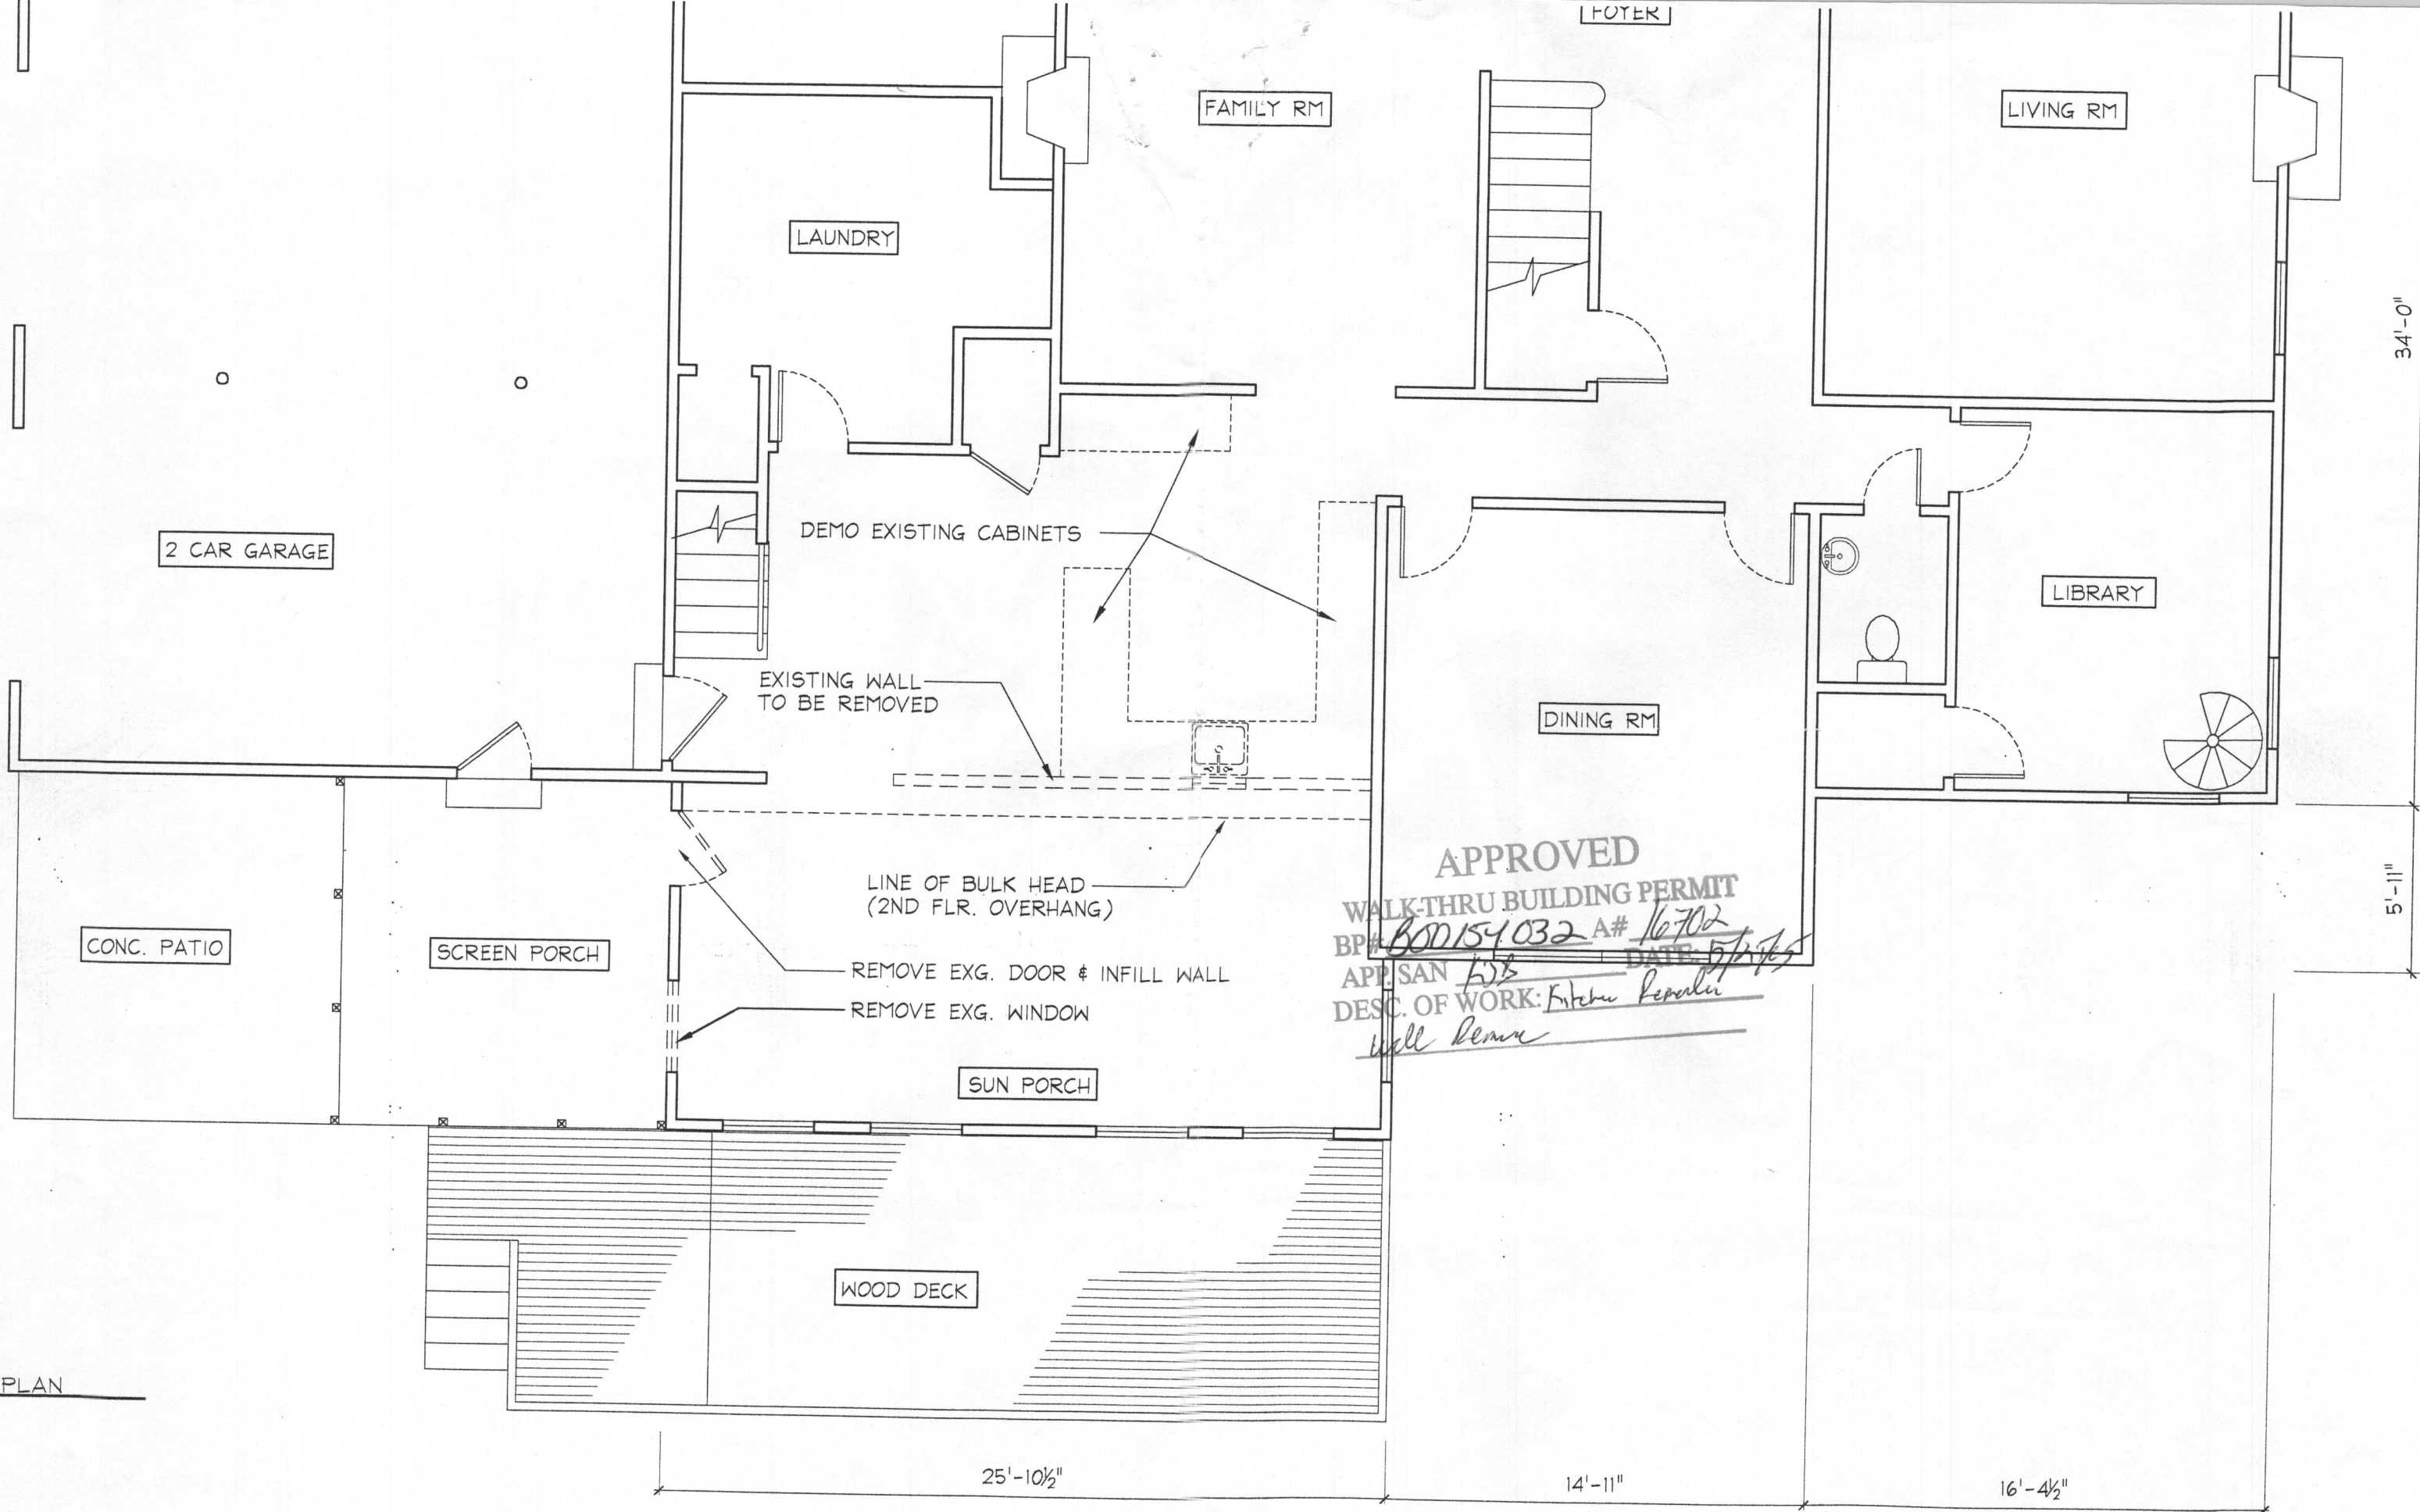 FOYER
FAMILY RM
LIVING RM
LAUNDRY
34'-0"
2 CAR GARAGE
DEMO EXISTING CABINETS
LIBRARY
EXISTING WALL
TO BE REMOVED
DINING RM
LINE OF BULK HEAD
(2ND FLR. OVERHANG)
5'-11"
APPROVED
WALK-THRU BUILDING PERMIT
BP# B00154032 A# 16702
APP. SAN DATE:
DESC. OF WORK: Kitchen
Wall Remove
CONC. PATIO
SCREEN PORCH
REMOVE EXG. DOOR & INFILL WALL
REMOVE EXG. WINDOW
SUN PORCH
WOOD DECK
PLAN
25'-10½"
14'-11"
16'-4½"